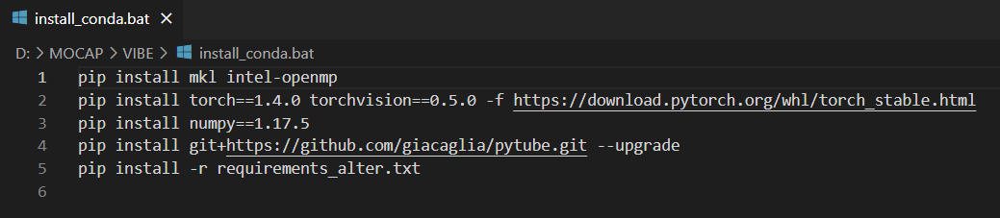 install_conda.bat ×
D: > MOCAP > VIBE > install_conda.bat
1 pip install mkl intel-openmp
2 pip install torch==1.4.0 torchvision==0.5.0 -f https://download.pytorch.org/whl/torch_stable.html
3 pip install numpy==1.17.5
4 pip install git+https://github.com/giacaglia/pytube.git --upgrade
5 pip install -r requirements_alter.txt
6